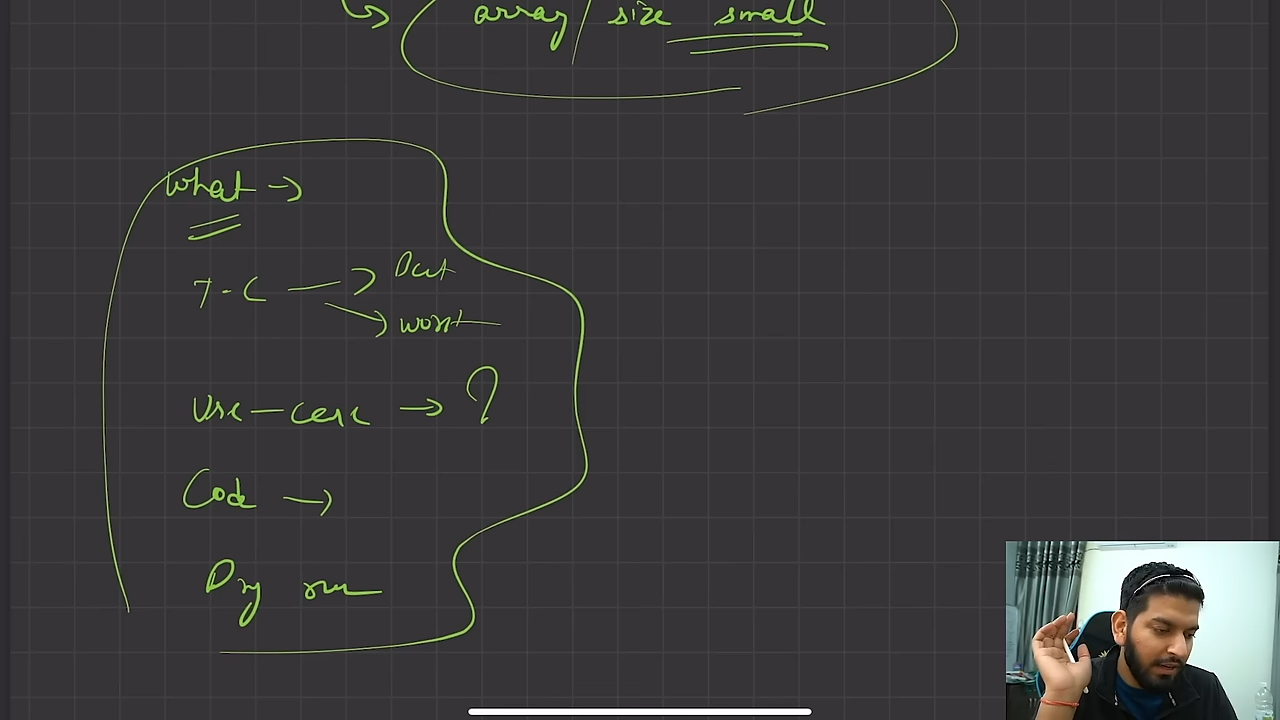 array / size small
What →
T.C → Best
→ worst
Use-case → ?
Code →
Dry run